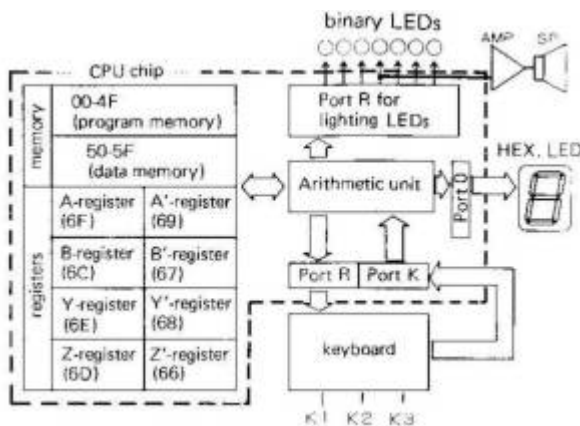 binary LEDs
AMP
SP
CPU chip
memory
00-4F
(program memory)
50-5F
(data memory)
Port R for
lighting LEDs
HEX. LED
Arithmetic unit
Port O
registers
A-register
(6F)
A'-register
(69)
B-register
(6C)
B'-register
(67)
Y-register
(6E)
Y'-register
(68)
Z-register
(6D)
Z'-register
(66)
Port R
Port K
keyboard
K1
K2
K3